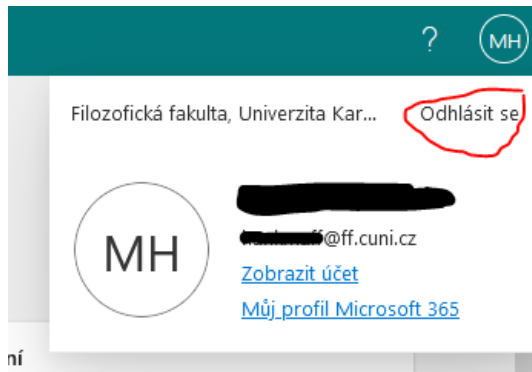 ? MH
Filozofická fakulta, Univerzita Kar... Odhlásit se
MH
@ff.cuni.cz
Zobrazit účet
Můj profil Microsoft 365
ní